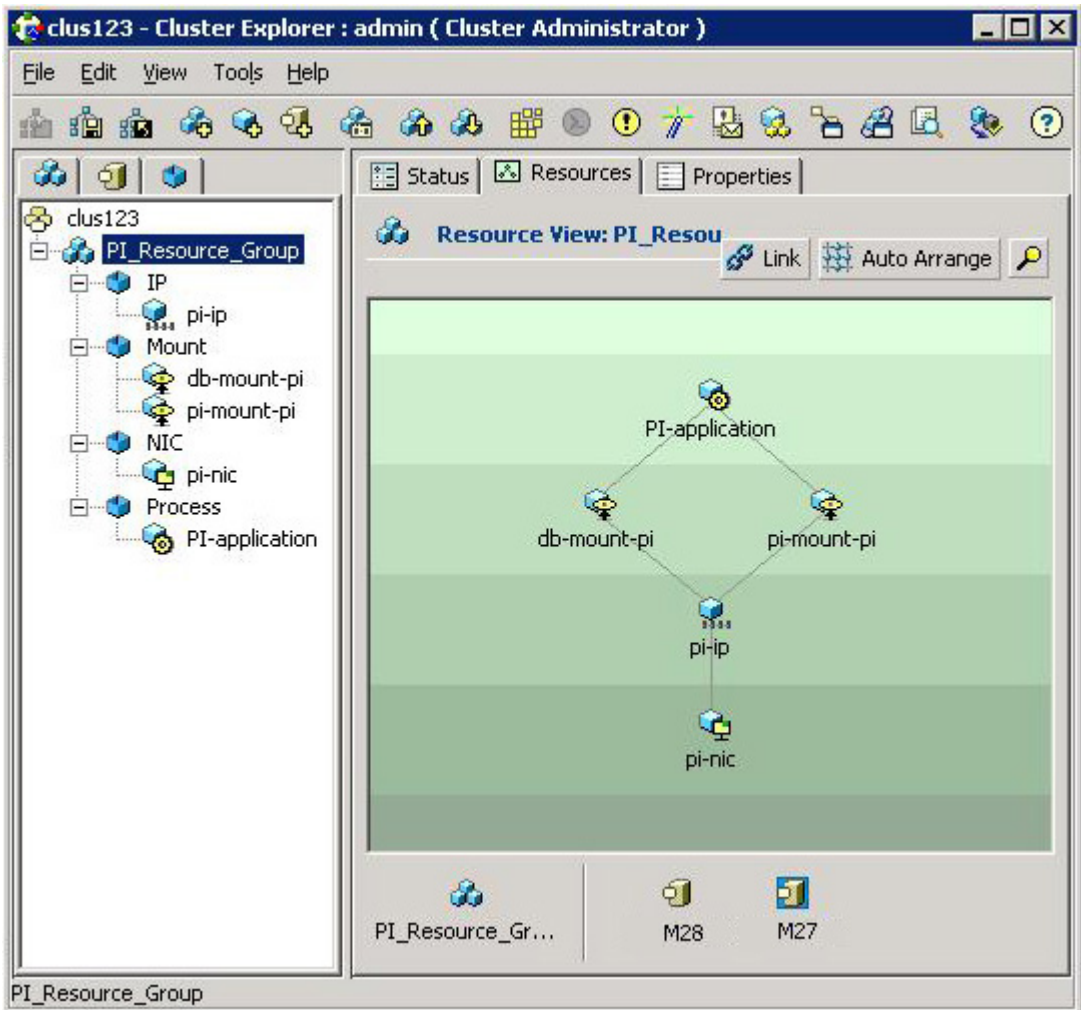 clus123 - Cluster Explorer : admin ( Cluster Administrator )
File Edit View Tools Help
Status Resources Properties
clus123
PI_Resource_Group
IP
pi-ip
Mount
db-mount-pi
pi-mount-pi
NIC
pi-nic
Process
PI-application
Resource View: PI_Resou
Link Auto Arrange
PI-application
db-mount-pi pi-mount-pi
pi-ip
pi-nic
PI_Resource_Gr... M28 M27
PI_Resource_Group